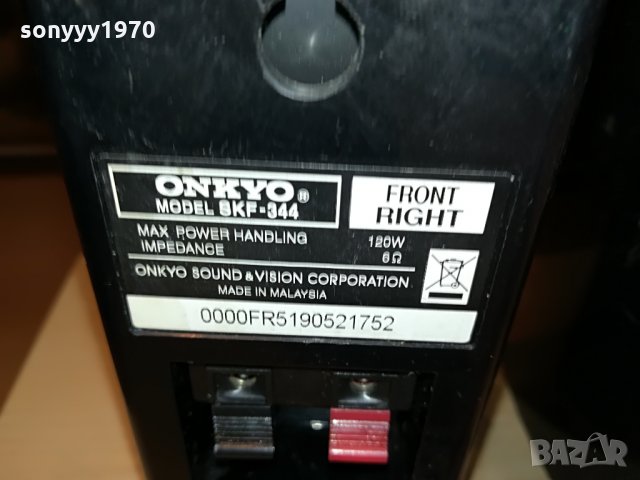 sonyyy1970
ONKYO®
MODEL SKF-344
FRONT
RIGHT
MAX POWER HANDLING 120W
IMPEDANCE 6Ω
ONKYO SOUND & VISION CORPORATION
MADE IN MALAYSIA
0000FR5190521752
BAZAR